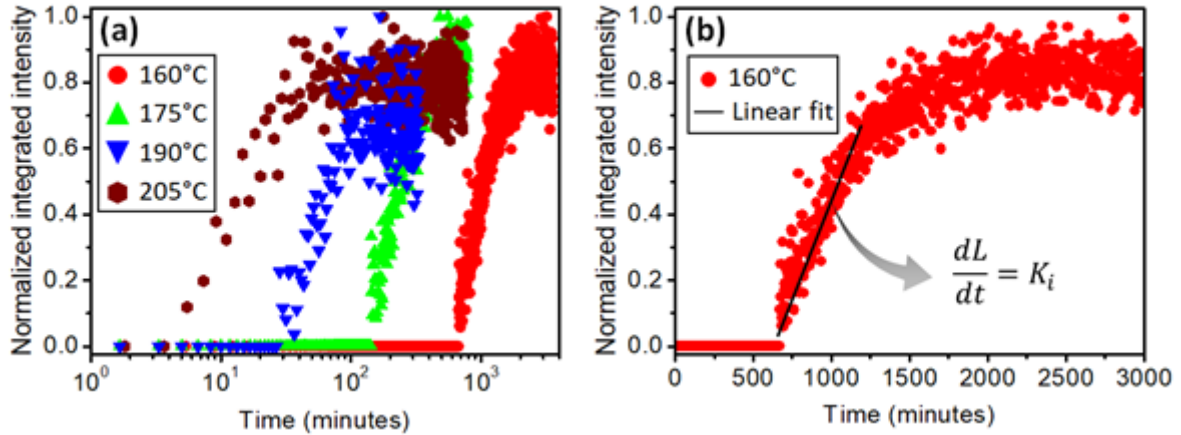 (a)
Normalized integrated intensity
1.0
0.8
0.6
0.4
0.2
0.0
160°C
175°C
190°C
205°C
10⁰
10¹
10²
10³
Time (minutes)
(b)
Normalized integrated intensity
1.0
0.8
0.6
0.4
0.2
0.0
160°C
Linear fit
dL/dt = Kᵢ
0
500
1000
1500
2000
2500
3000
Time (minutes)